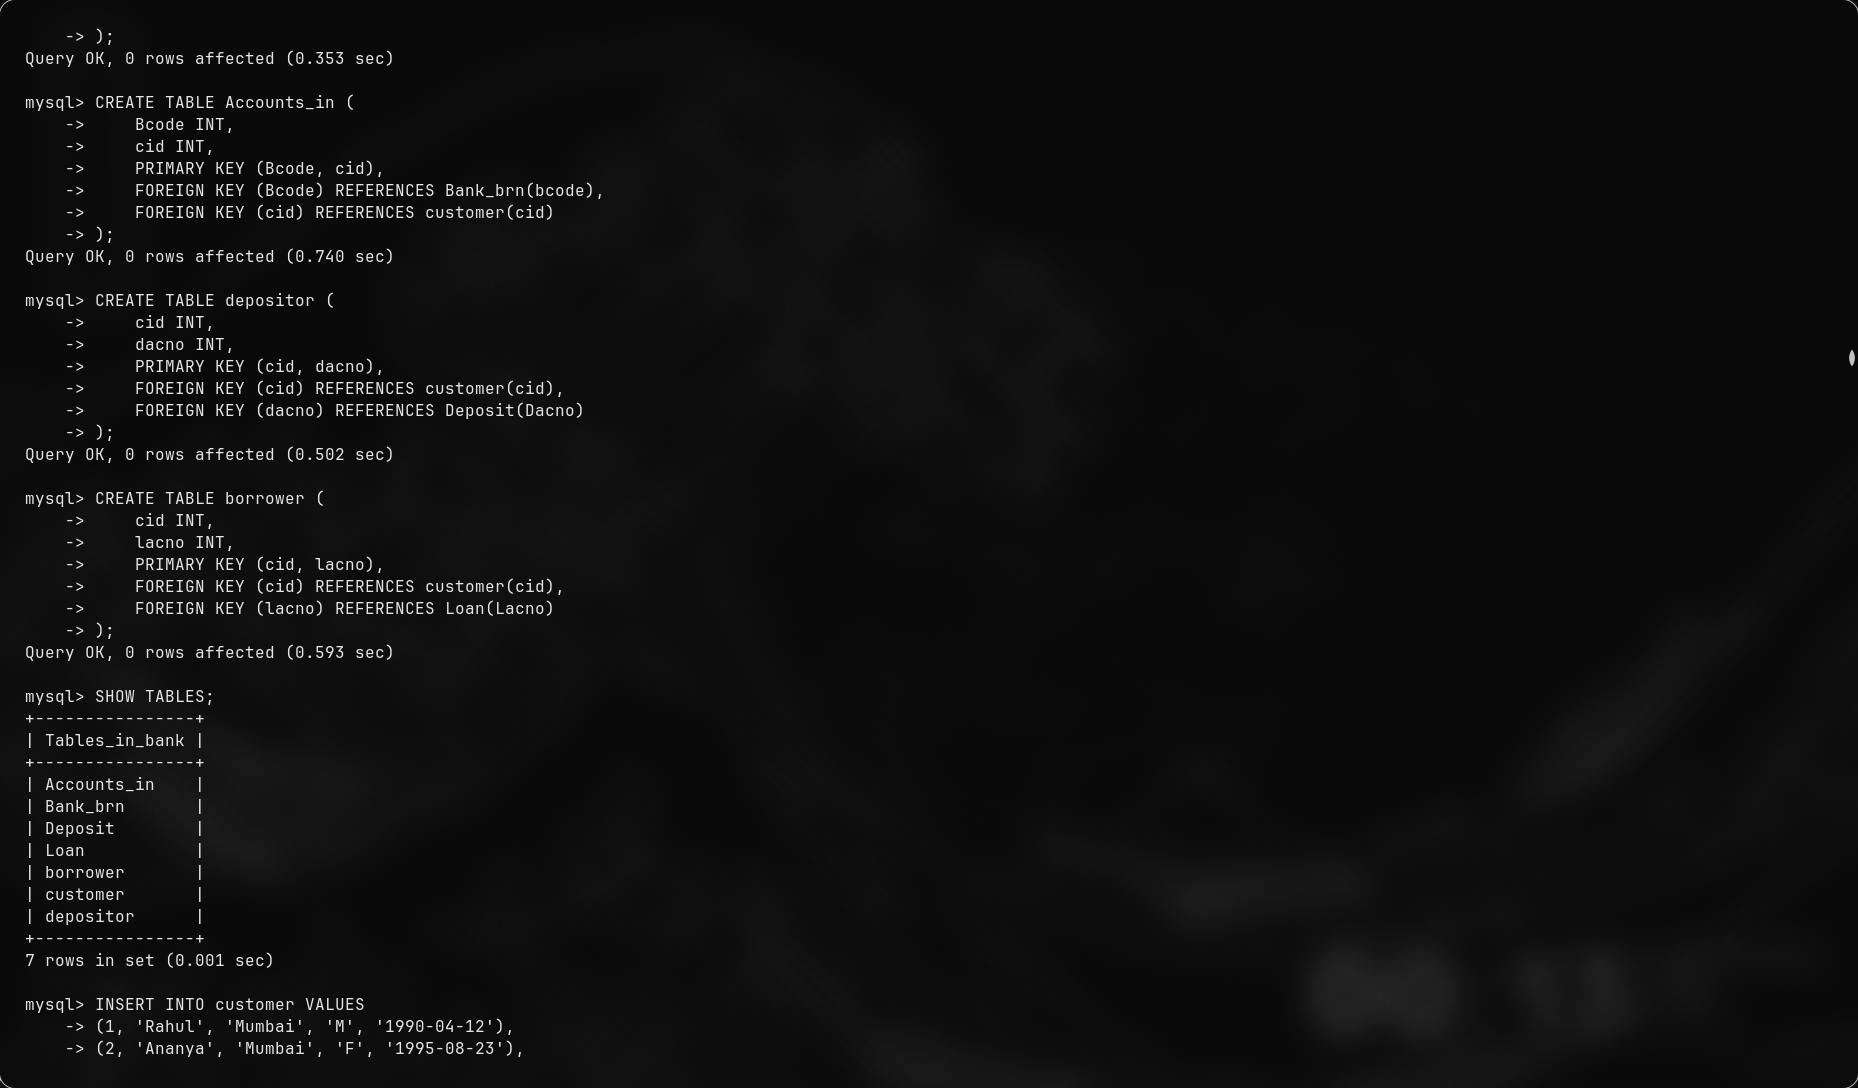 -> );
Query OK, 0 rows affected (0.353 sec)

mysql> CREATE TABLE Accounts_in (
    ->     Bcode INT,
    ->     cid INT,
    ->     PRIMARY KEY (Bcode, cid),
    ->     FOREIGN KEY (Bcode) REFERENCES Bank_brn(bcode),
    ->     FOREIGN KEY (cid) REFERENCES customer(cid)
    -> );
Query OK, 0 rows affected (0.740 sec)

mysql> CREATE TABLE depositor (
    ->     cid INT,
    ->     dacno INT,
    ->     PRIMARY KEY (cid, dacno),
    ->     FOREIGN KEY (cid) REFERENCES customer(cid),
    ->     FOREIGN KEY (dacno) REFERENCES Deposit(Dacno)
    -> );
Query OK, 0 rows affected (0.502 sec)

mysql> CREATE TABLE borrower (
    ->     cid INT,
    ->     lacno INT,
    ->     PRIMARY KEY (cid, lacno),
    ->     FOREIGN KEY (cid) REFERENCES customer(cid),
    ->     FOREIGN KEY (lacno) REFERENCES Loan(Lacno)
    -> );
Query OK, 0 rows affected (0.593 sec)

mysql> SHOW TABLES;
+----------------+
| Tables_in_bank |
+----------------+
| Accounts_in    |
| Bank_brn       |
| Deposit        |
| Loan           |
| borrower       |
| customer       |
| depositor      |
+----------------+
7 rows in set (0.001 sec)

mysql> INSERT INTO customer VALUES
    -> (1, 'Rahul', 'Mumbai', 'M', '1990-04-12'),
    -> (2, 'Ananya', 'Mumbai', 'F', '1995-08-23'),